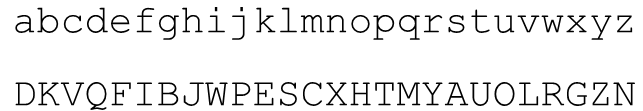 abcdefghijklmnopqrstuvwxyz
DKVQFIBJWPESCXHTMYAUOLRGZN